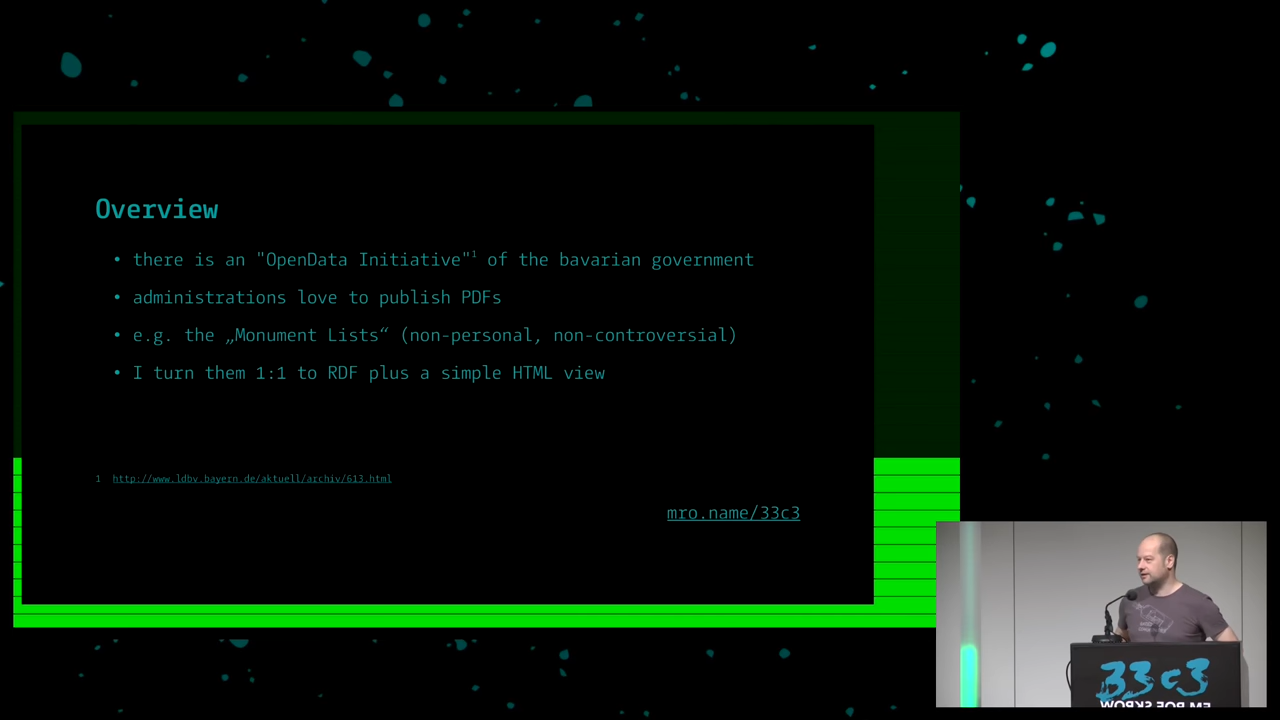 Overview
• there is an "OpenData Initiative"¹ of the bavarian government
• administrations love to publish PDFs
• e.g. the „Monument Lists“ (non-personal, non-controversial)
• I turn them 1:1 to RDF plus a simple HTML view
1 http://www.ldbv.bayern.de/aktuell/archiv/613.html
mro.name/33c3
33c3